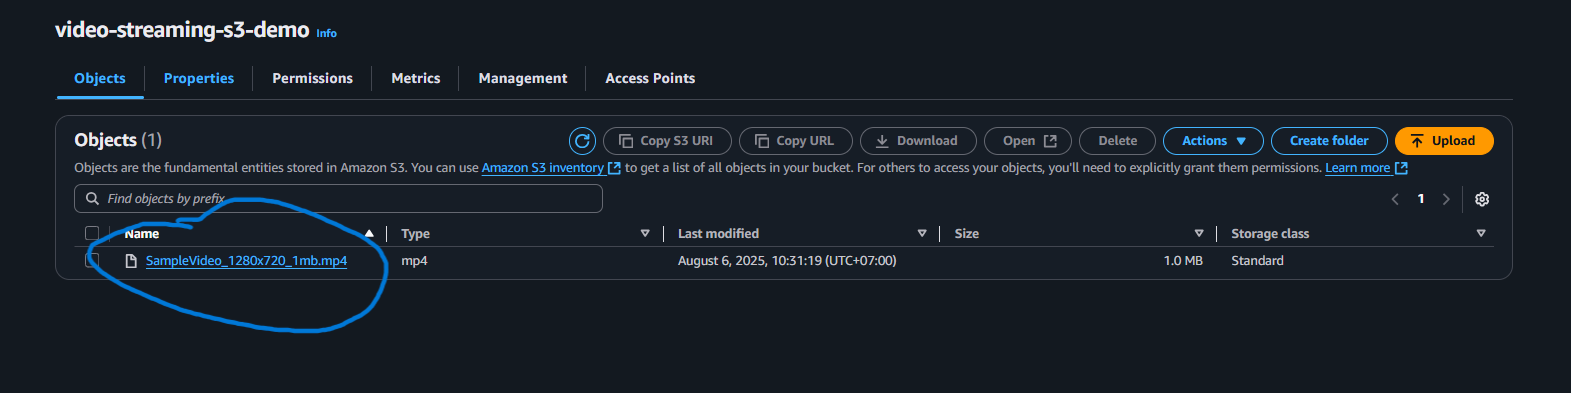 video-streaming-s3-demo Info
Objects Properties Permissions Metrics Management Access Points
Objects (1) Copy S3 URI Copy URL Download Open Delete Actions Create folder Upload
Objects are the fundamental entities stored in Amazon S3. You can use Amazon S3 inventory to get a list of all objects in your bucket. For others to access your objects, you'll need to explicitly grant them permissions. Learn more
Find objects by prefix 1
Name Type Last modified Size Storage class
SampleVideo_1280x720_1mb.mp4 mp4 August 6, 2025, 10:31:19 (UTC+07:00) 1.0 MB Standard